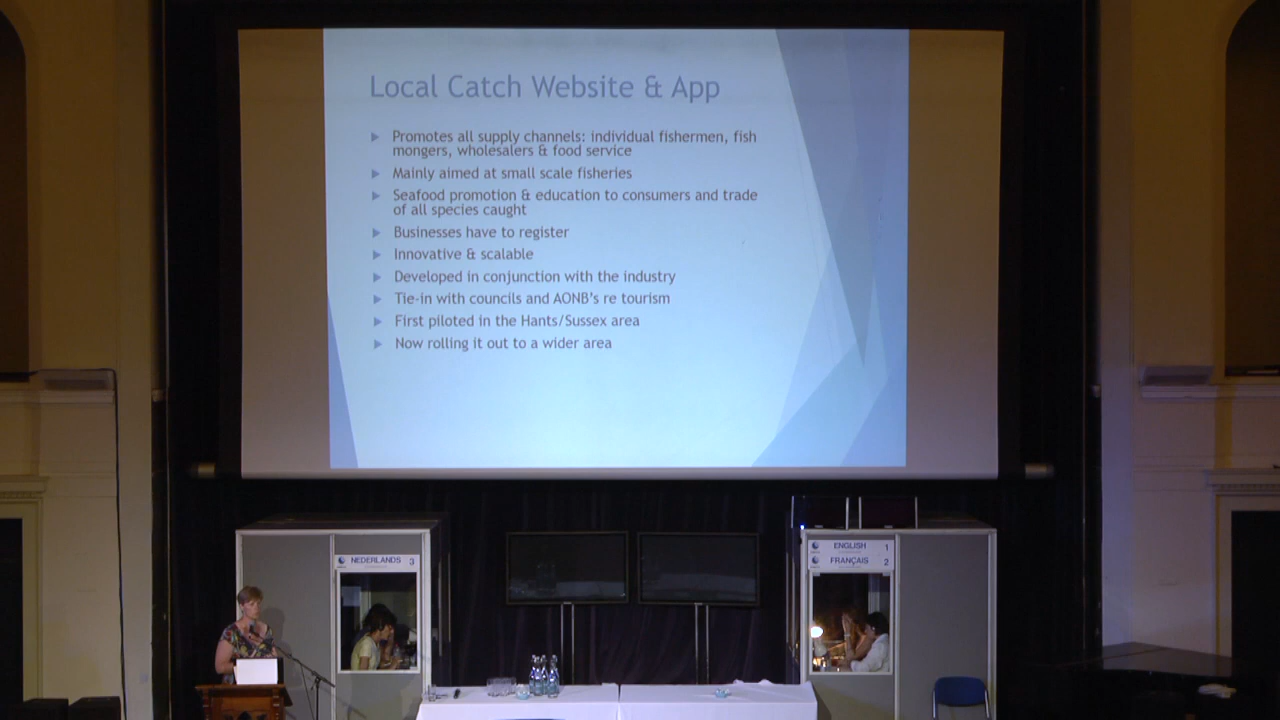 Local Catch Website & App
Promotes all supply channels: individual fishermen, fish
mongers, wholesalers & food service
Mainly aimed at small scale fisheries
Seafood promotion & education to consumers and trade
of all species caught
Businesses have to register
Innovative & scalable
Developed in conjunction with the industry
Tie-in with councils and AONB's re tourism
First piloted in the Hants/Sussex area
Now rolling it out to a wider area
NEDERLANDS 3
ENGLISH 1
FRANÇAIS 2